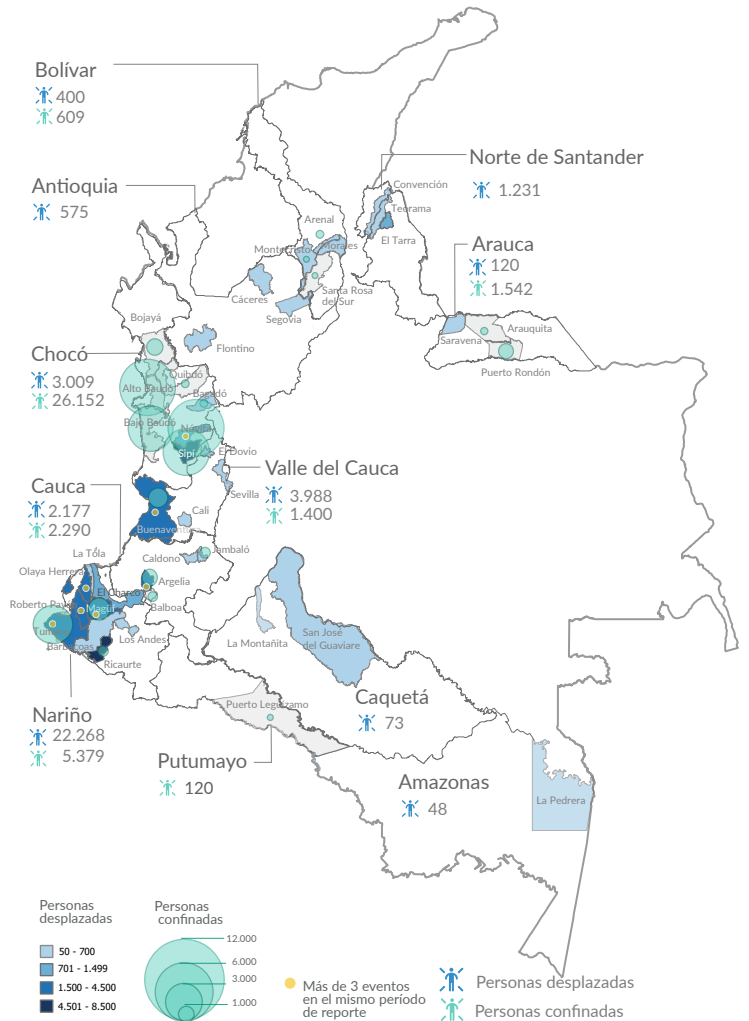 Bolívar
400
609
Norte de Santander
1.231
Convención
Teorama
El Tarra
Antioquia
575
Arenal
Montecristo
Morales
Santa Rosa
del Sur
Cáceres
Segovia
Arauca
120
1.542
Saravena
Arauquita
Puerto Rondón
Bojayá
Flontino
Chocó
3.009
26.152
Quibdó
Alto Baudó
Bagadó
Bajo Baudó
Nóvita
Sipí
El Dovio
Sevilla
Valle del Cauca
3.988
1.400
Cauca
2.177
2.290
Cali
Buenaventura
La Tola
Caldono
Jambaló
Olaya Herrera
Argelia
El Charco
Roberto Payán
Magüí
Balboa
Tumaco
Los Andes
Barbacoas
Ricaurte
La Montañita
San José
del Guaviare
Nariño
22.268
5.379
Puerto Leguízamo
Caquetá
73
Putumayo
120
Amazonas
48
La Pedrera
Personas
desplazadas
50 - 700
701 - 1.499
1.500 - 4.500
4.501 - 8.500
Personas
confinadas
12.000
6.000
3.000
1.000
Más de 3 eventos
en el mismo período
de reporte
Personas desplazadas
Personas confinadas